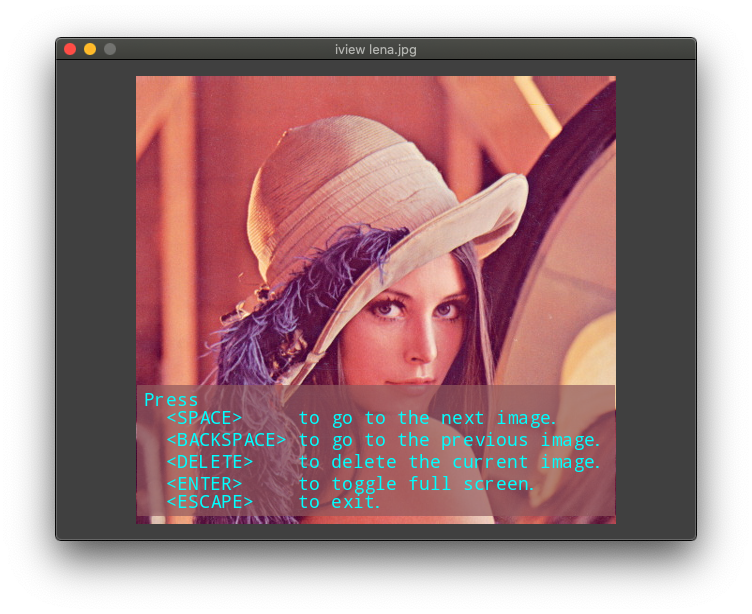 iview lena.jpg
Press
<SPACE> to go to the next image.
<BACKSPACE> to go to the previous image.
<DELETE> to delete the current image.
<ENTER> to toggle full screen.
<ESCAPE> to exit.